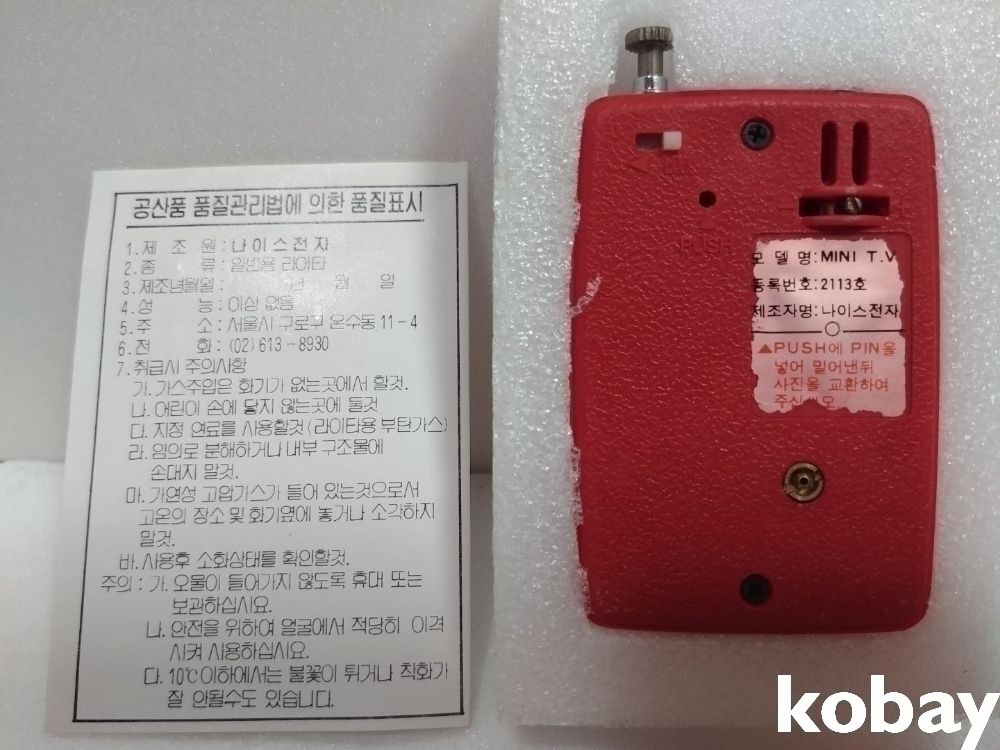 공산품 품질관리법에 의한 품질표시
1. 제 조 원 : 나이스전자
2. 종 류 : 일반용 라이타
3. 제조년월일 : 년 월 일
4. 성 능 : 이상 없음
5. 주 소 : 서울시 구로구 온수동 11-4
6. 전 화 : (02) 613-8930
7. 취급시 주의사항
가. 가스주입은 화기가 없는곳에서 할것.
나. 어린이 손에 닿지 않는곳에 둘것
다. 지정 연료를 사용할것 (라이타용 부탄가스)
라. 임의로 분해하거나 내부 구조물에
손대지 말것.
마. 가연성 고압가스가 들어 있는것으로서
고온의 장소 및 화기옆에 놓거나 소각하지
말것.
바. 사용후 소화상태를 확인할것.
주의 : 가. 오물이 들어가지 않도록 휴대 또는
보관하십시요.
나. 안전을 위하여 얼굴에서 적당히 이격
시켜 사용하십시요.
다. 10℃이하에서는 불꽃이 튀거나 착화가
잘 안될수도 있습니다.
PUSH
모 델 명: MINI T.V
등록번호: 2113호
제조자명: 나이스전자
▲PUSH에 PIN을
넣어 밀어낸뒤
사진을 교환하여
kobay